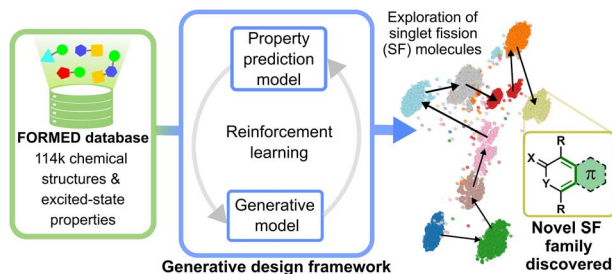 FORMED database
114k chemical
structures &
excited-state
properties
Property
prediction
model
Reinforcement
learning
Generative
model
Generative design framework
Exploration of
singlet fission
(SF) molecules
R
X
π
Y
R
Novel SF
family
discovered